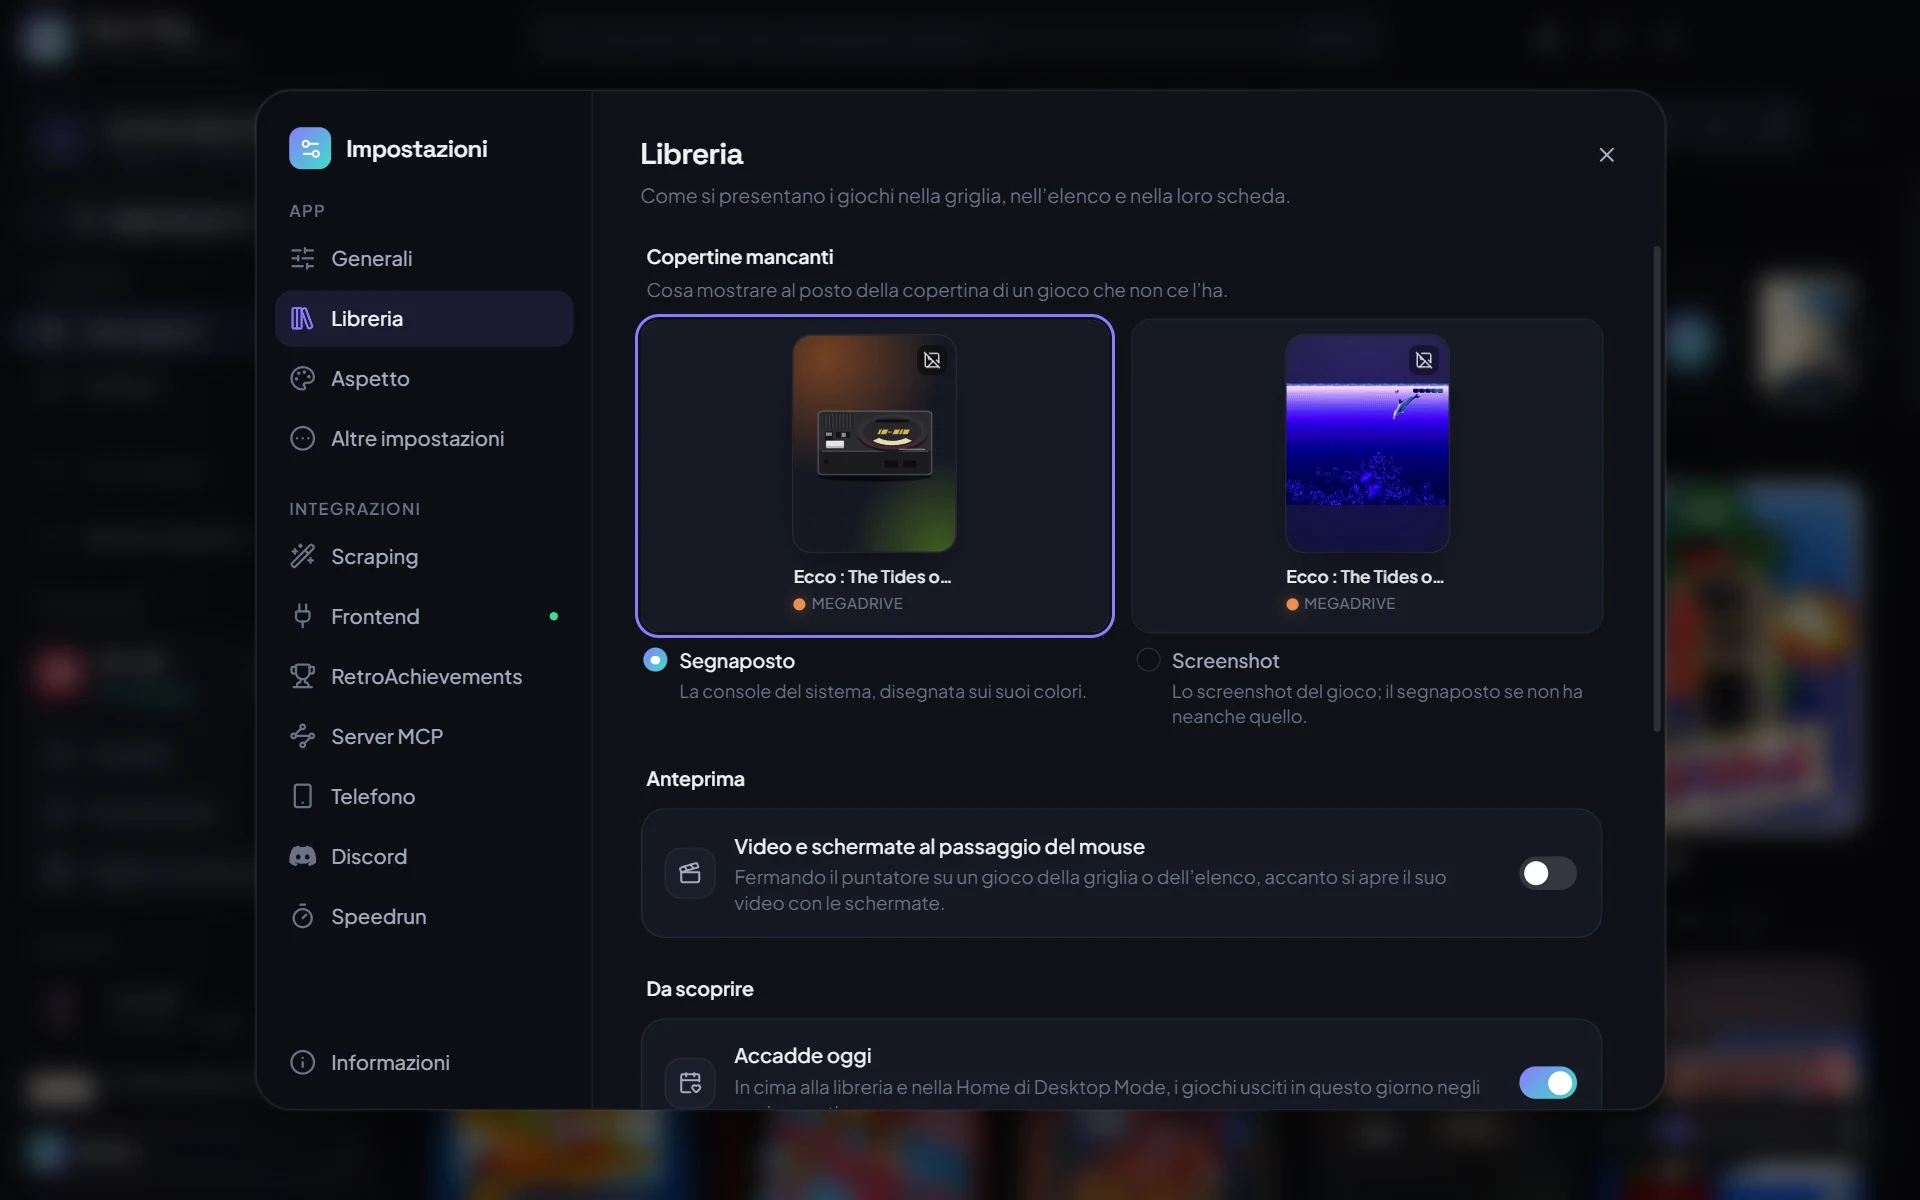 Impostazioni
APP
Generali
Libreria
Aspetto
Altre impostazioni
INTEGRAZIONI
Scraping
Frontend
RetroAchievements
Server MCP
Telefono
Discord
Speedrun
Informazioni
Libreria
Come si presentano i giochi nella griglia, nell'elenco e nella loro scheda.
Copertine mancanti
Cosa mostrare al posto della copertina di un gioco che non ce l'ha.
Ecco : The Tides o...
MEGADRIVE
Ecco : The Tides o...
MEGADRIVE
Segnaposto
La console del sistema, disegnata sui suoi colori.
Screenshot
Lo screenshot del gioco; il segnaposto se non ha
neanche quello.
Anteprima
Video e schermate al passaggio del mouse
Fermando il puntatore su un gioco della griglia o dell'elenco, accanto si apre il suo
video con le schermate.
Da scoprire
Accadde oggi
In cima alla libreria e nella Home di Desktop Mode, i giochi usciti in questo giorno negli